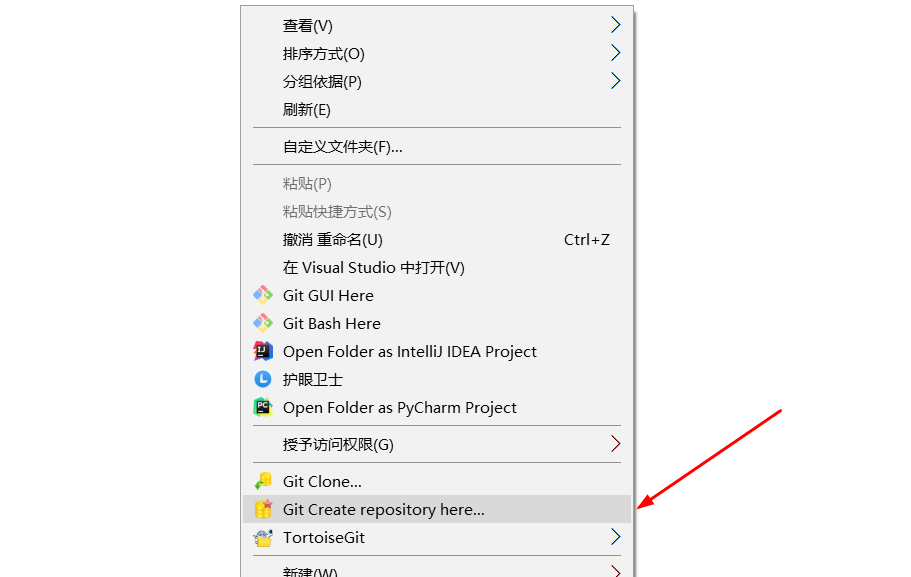 查看(V)
排序方式(O)
分组依据(P)
刷新(E)
自定义文件夹(F)...
粘贴(P)
粘贴快捷方式(S)
撤消 重命名(U) Ctrl+Z
在 Visual Studio 中打开(V)
Git GUI Here
Git Bash Here
Open Folder as IntelliJ IDEA Project
护眼卫士
Open Folder as PyCharm Project
授予访问权限(G)
Git Clone...
Git Create repository here...
TortoiseGit
新建(W)